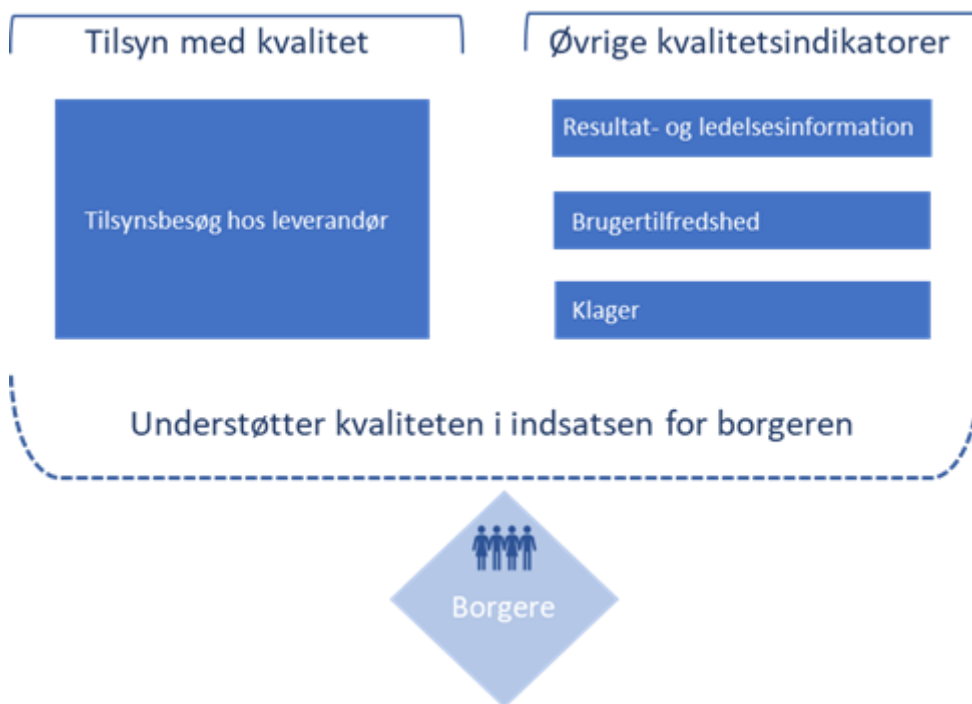 Tilsyn med kvalitet
Øvrige kvalitetsindikatorer
Tilsynsbesøg hos leverandør
Resultat- og ledelsesinformation
Brugertilfredshed
Klager
Understøtter kvaliteten i indsatsen for borgeren
Borgere